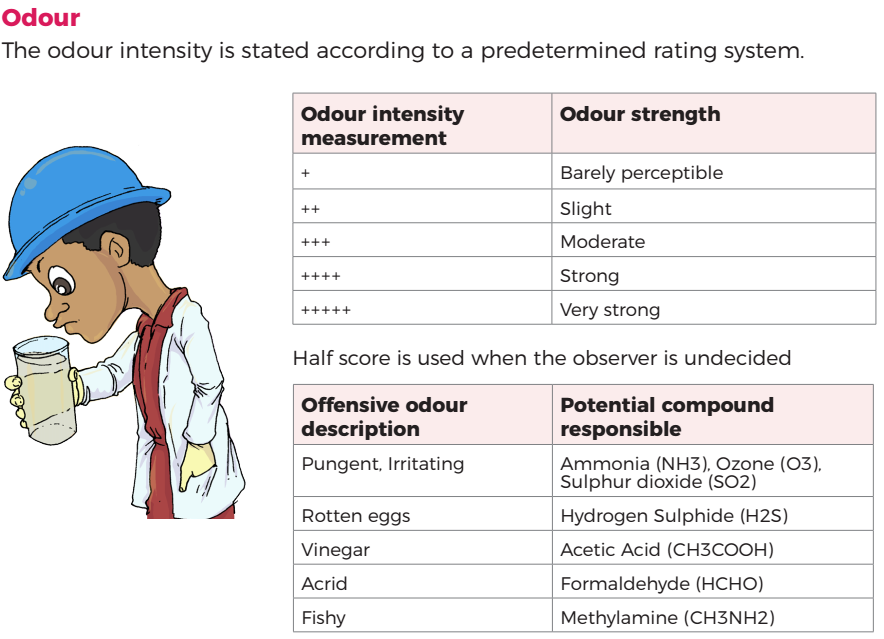 Odour
The odour intensity is stated according to a predetermined rating system.
Odour intensity measurement
Odour strength
+
Barely perceptible
++
Slight
+++
Moderate
++++
Strong
+++++
Very strong
Half score is used when the observer is undecided
Offensive odour description
Potential compound responsible
Pungent, Irritating
Ammonia (NH3), Ozone (O3),
Sulphur dioxide (SO2)
Rotten eggs
Hydrogen Sulphide (H2S)
Vinegar
Acetic Acid (CH3COOH)
Acrid
Formaldehyde (HCHO)
Fishy
Methylamine (CH3NH2)